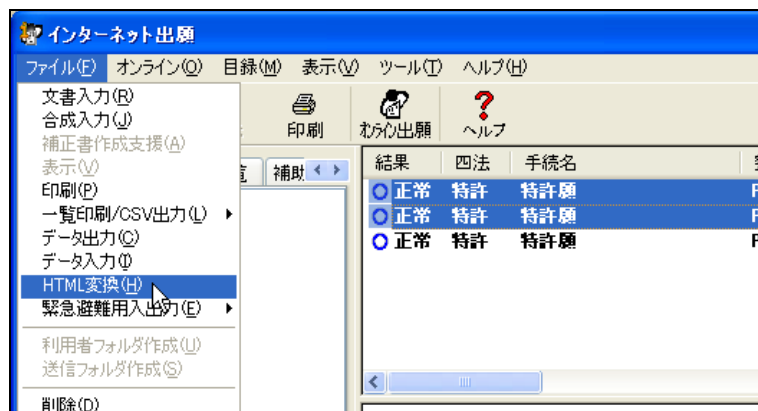 インターネット出願
ファイル(F) オンライン(O) 目録(M) 表示(V) ツール(T) ヘルプ(H)
文書入力(R)
合成入力(J)
補正書作成支援(A)
表示(V)
印刷(P)
一覧印刷/CSV出力(L)
データ出力(C)
データ入力(I)
HTML変換(H)
緊急避難用入出力(E)
利用者フォルダ作成(U)
送信フォルダ作成(S)
削除(D)
印刷 オンライン出願 ヘルプ
補助
結果 四法 手続名
正常 特許 特許願
正常 特許 特許願
正常 特許 特許願